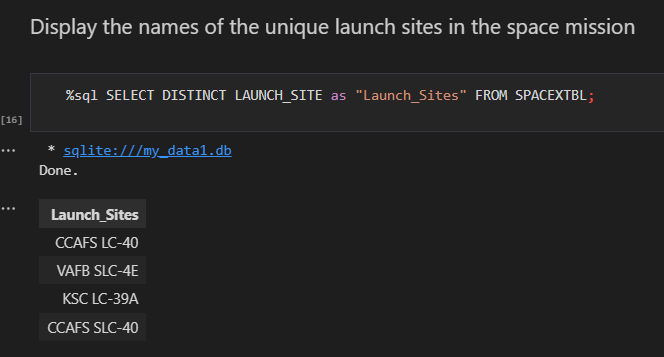 Display the names of the unique launch sites in the space mission
%sql SELECT DISTINCT LAUNCH_SITE as "Launch_Sites" FROM SPACEXTBL;
[16]
* sqlite:///my_data1.db
Done.
Launch_Sites
CCAFS LC-40
VAFB SLC-4E
KSC LC-39A
CCAFS SLC-40